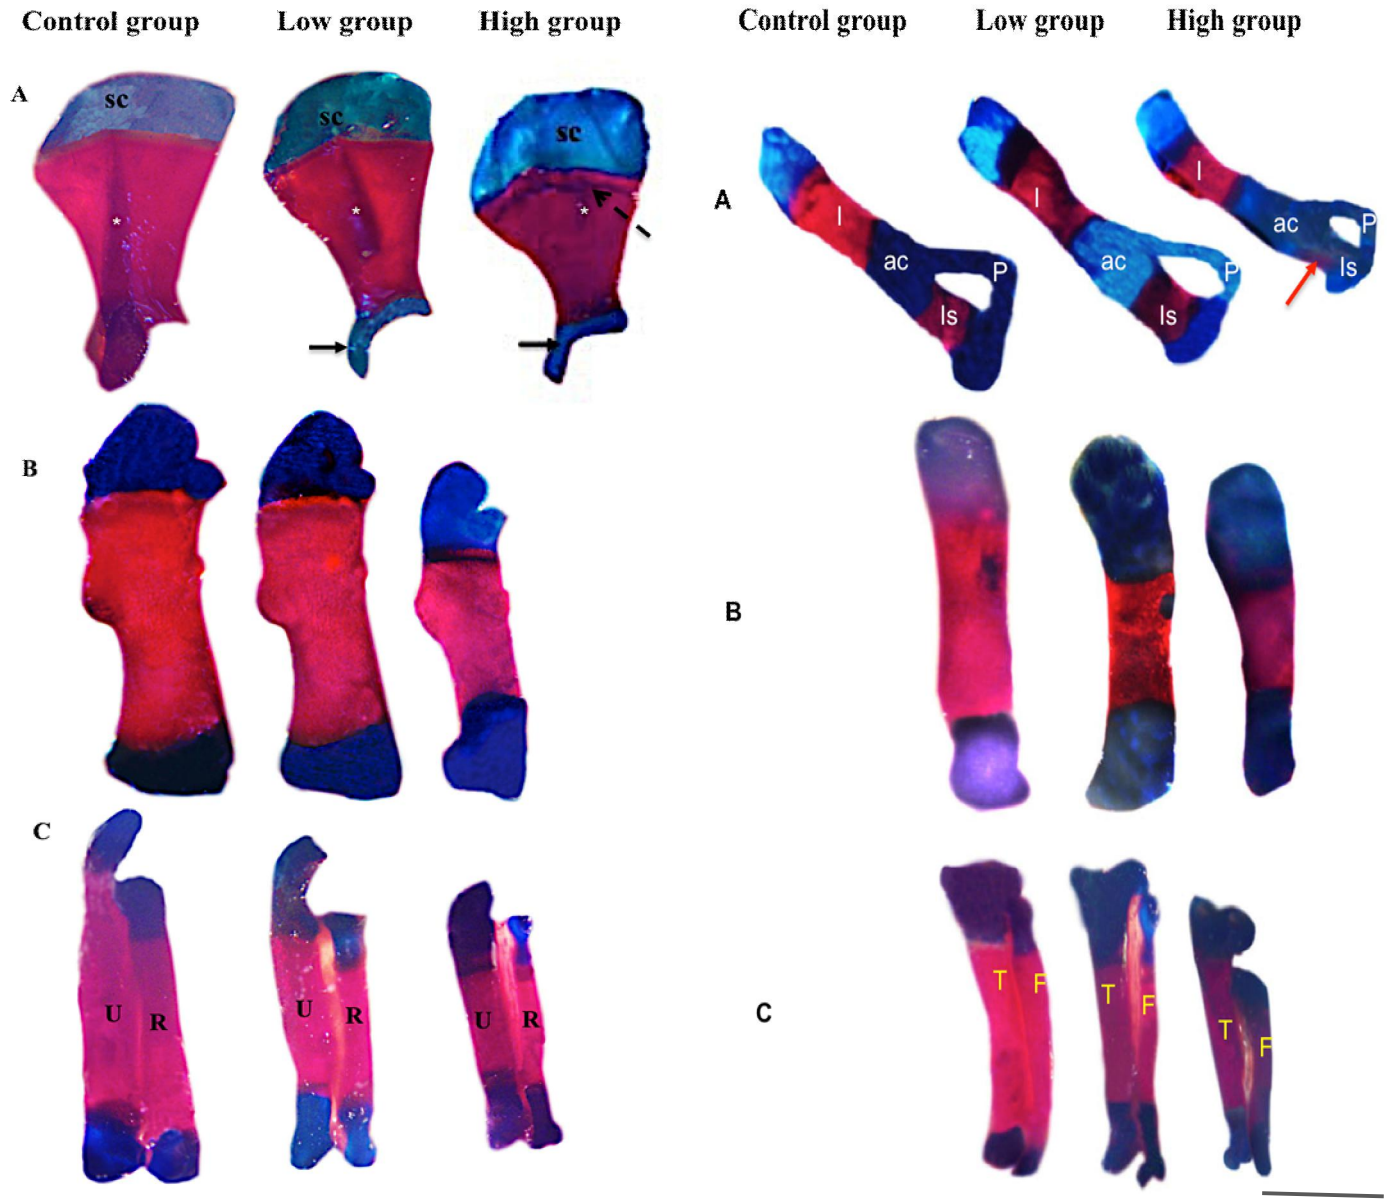 Control group Low group High group
A
sc
sc
sc
*
*
*
B
C
U
R
U
R
U
R
Control group Low group High group
A
I
ac
P
Is
I
ac
P
Is
I
ac
P
Is
B
C
T
F
T
F
T
F